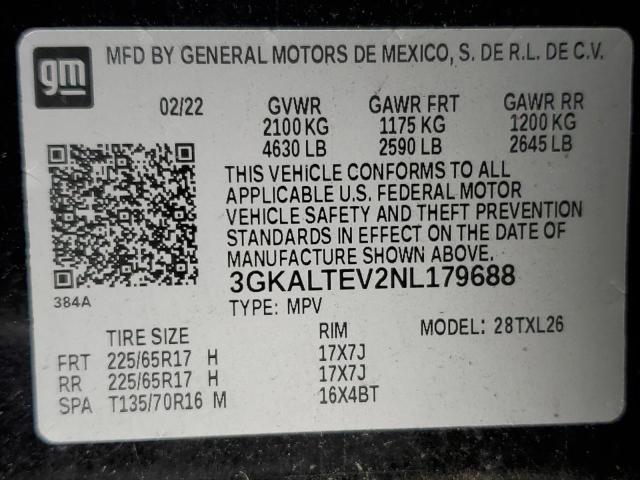 gm MFD BY GENERAL MOTORS DE MEXICO, S. DE R.L. DE C.V.
02/22 GVWR GAWR FRT GAWR RR
2100 KG 1175 KG 1200 KG
4630 LB 2590 LB 2645 LB
THIS VEHICLE CONFORMS TO ALL
APPLICABLE U.S. FEDERAL MOTOR
VEHICLE SAFETY AND THEFT PREVENTION
STANDARDS IN EFFECT ON THE DATE OF
MANUFACTURE SHOWN ABOVE.
3GKALTEV2NL179688
384A
TYPE: MPV
TIRE SIZE RIM MODEL: 28TXL26
FRT 225/65R17 H 17X7J
RR 225/65R17 H 17X7J
SPA T135/70R16 M 16X4BT